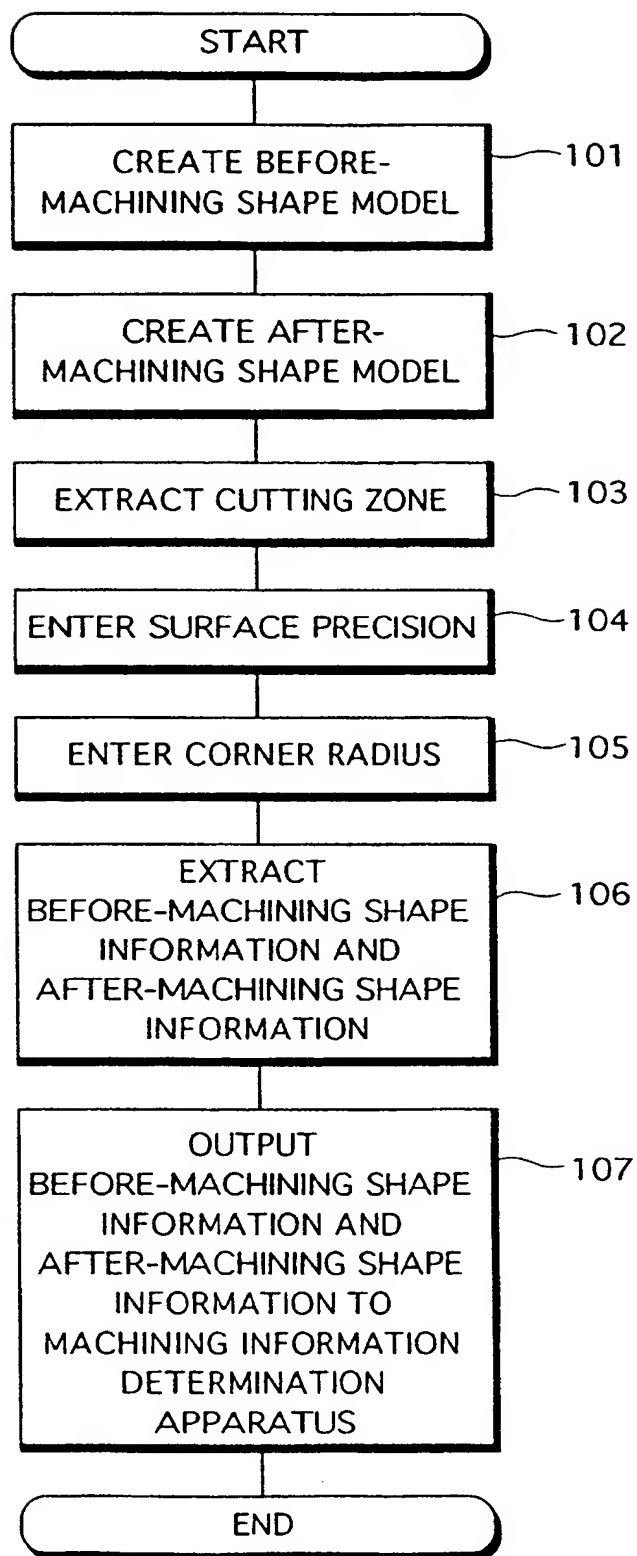 START
CREATE BEFORE-
MACHINING SHAPE MODEL
101
CREATE AFTER-
MACHINING SHAPE MODEL
102
EXTRACT CUTTING ZONE
103
ENTER SURFACE PRECISION
104
ENTER CORNER RADIUS
105
EXTRACT
BEFORE-MACHINING SHAPE
INFORMATION AND
AFTER-MACHINING SHAPE
INFORMATION
106
OUTPUT
BEFORE-MACHINING SHAPE
INFORMATION AND
AFTER-MACHINING SHAPE
INFORMATION TO
MACHINING INFORMATION
DETERMINATION
APPARATUS
107
END